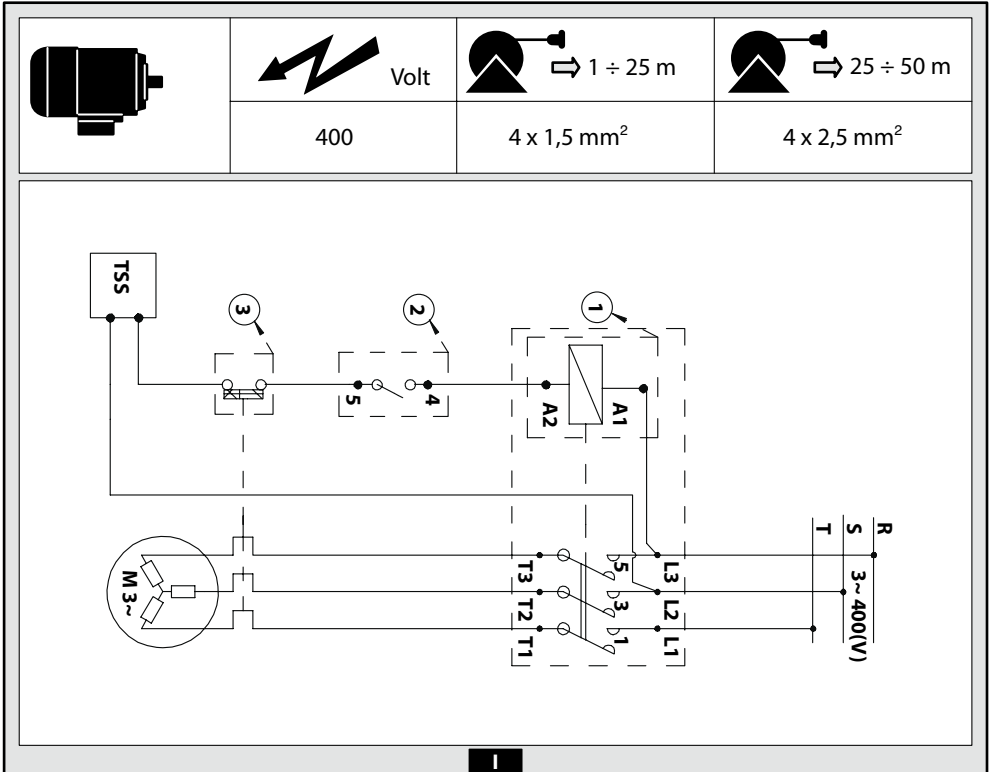 Volt
1 ÷ 25 m
25 ÷ 50 m
400
4 x 1,5 mm²
4 x 2,5 mm²
TSS
3
2
1
5
4
A2
A1
T
S
R
3~ 400(V)
T3
5
L3
T2
3
L2
T1
1
L1
M 3~
I